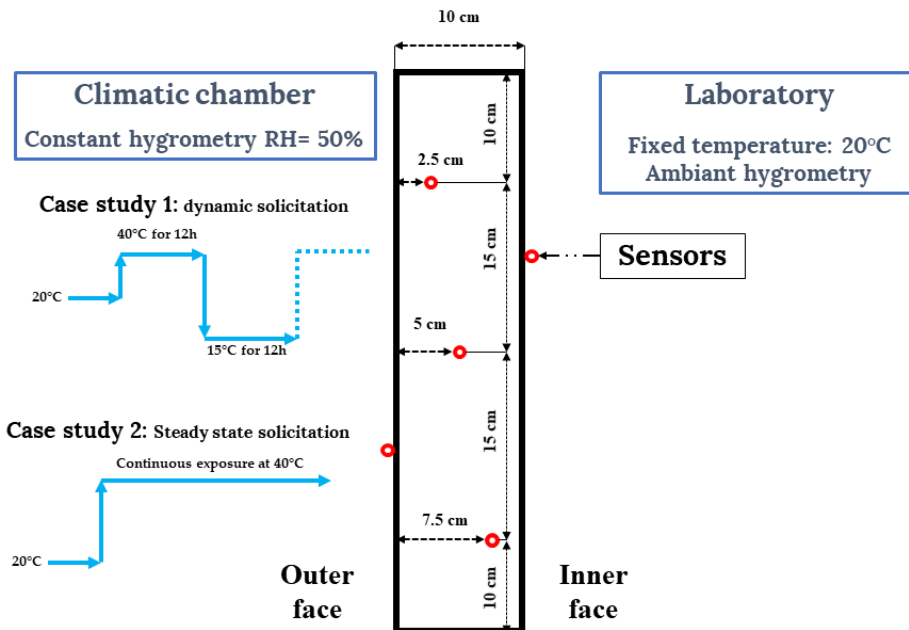 10 cm
Climatic chamber
Constant hygrometry RH= 50%
Laboratory
Fixed temperature: 20°C
Ambiant hygrometry
10 cm
2.5 cm
Case study 1: dynamic solicitation
40°C for 12h
20°C
15°C for 12h
15 cm
Sensors
5 cm
Case study 2: Steady state solicitation
Continuous exposure at 40°C
20°C
15 cm
7.5 cm
10 cm
Outer
face
Inner
face